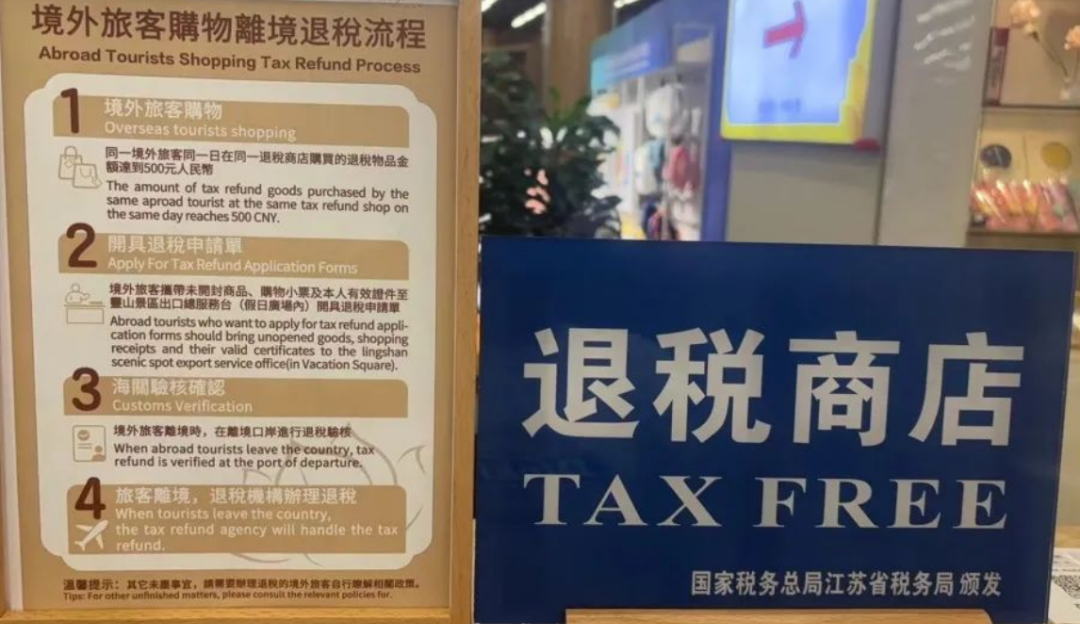 境外旅客購物離境退稅流程
Abroad Tourists Shopping Tax Refund Process
1
境外旅客購物
Overseas tourists shopping
同一境外旅客同一日在同一退稅商店購買的退稅物品金
額達到500元人民幣
The amount of tax refund goods purchased by the
same aproad tourist at the same tax refund shop on
the same day reaches 500 CNY.
2
開具退稅申請單
Apply For Tax Refund Application Forms
境外旅客攜帶未開封商品、購物小票及本人有效證件至
靈山景區出口總服務台（假日廣場內）開具退稅申請單
Abroad tourists who want to apply for tax refund appli-
cation forms should bring unopened goods, shopping
receipts and their valid certificates to the lingshan
scenic spot export service office(in Vacation Square).
3
海關驗核確認
Customs Verification
境外旅客離境時，在離境口岸進行退稅驗核
When abroad tourists leave the country, tax
refund is verified at the port of departure.
4
旅客離境，退稅機構辦理退稅
When tourists leave the country,
the tax refund agency will handle the tax
refund.
溫馨提示：其它未盡事宜，請需要辦理退稅的境外旅客自行瞭解相關政策。
Tips: For other unfinished matters, please consult the relevant policies for.
退税商店
TAX FREE
国家税务总局江苏省税务局 颁发